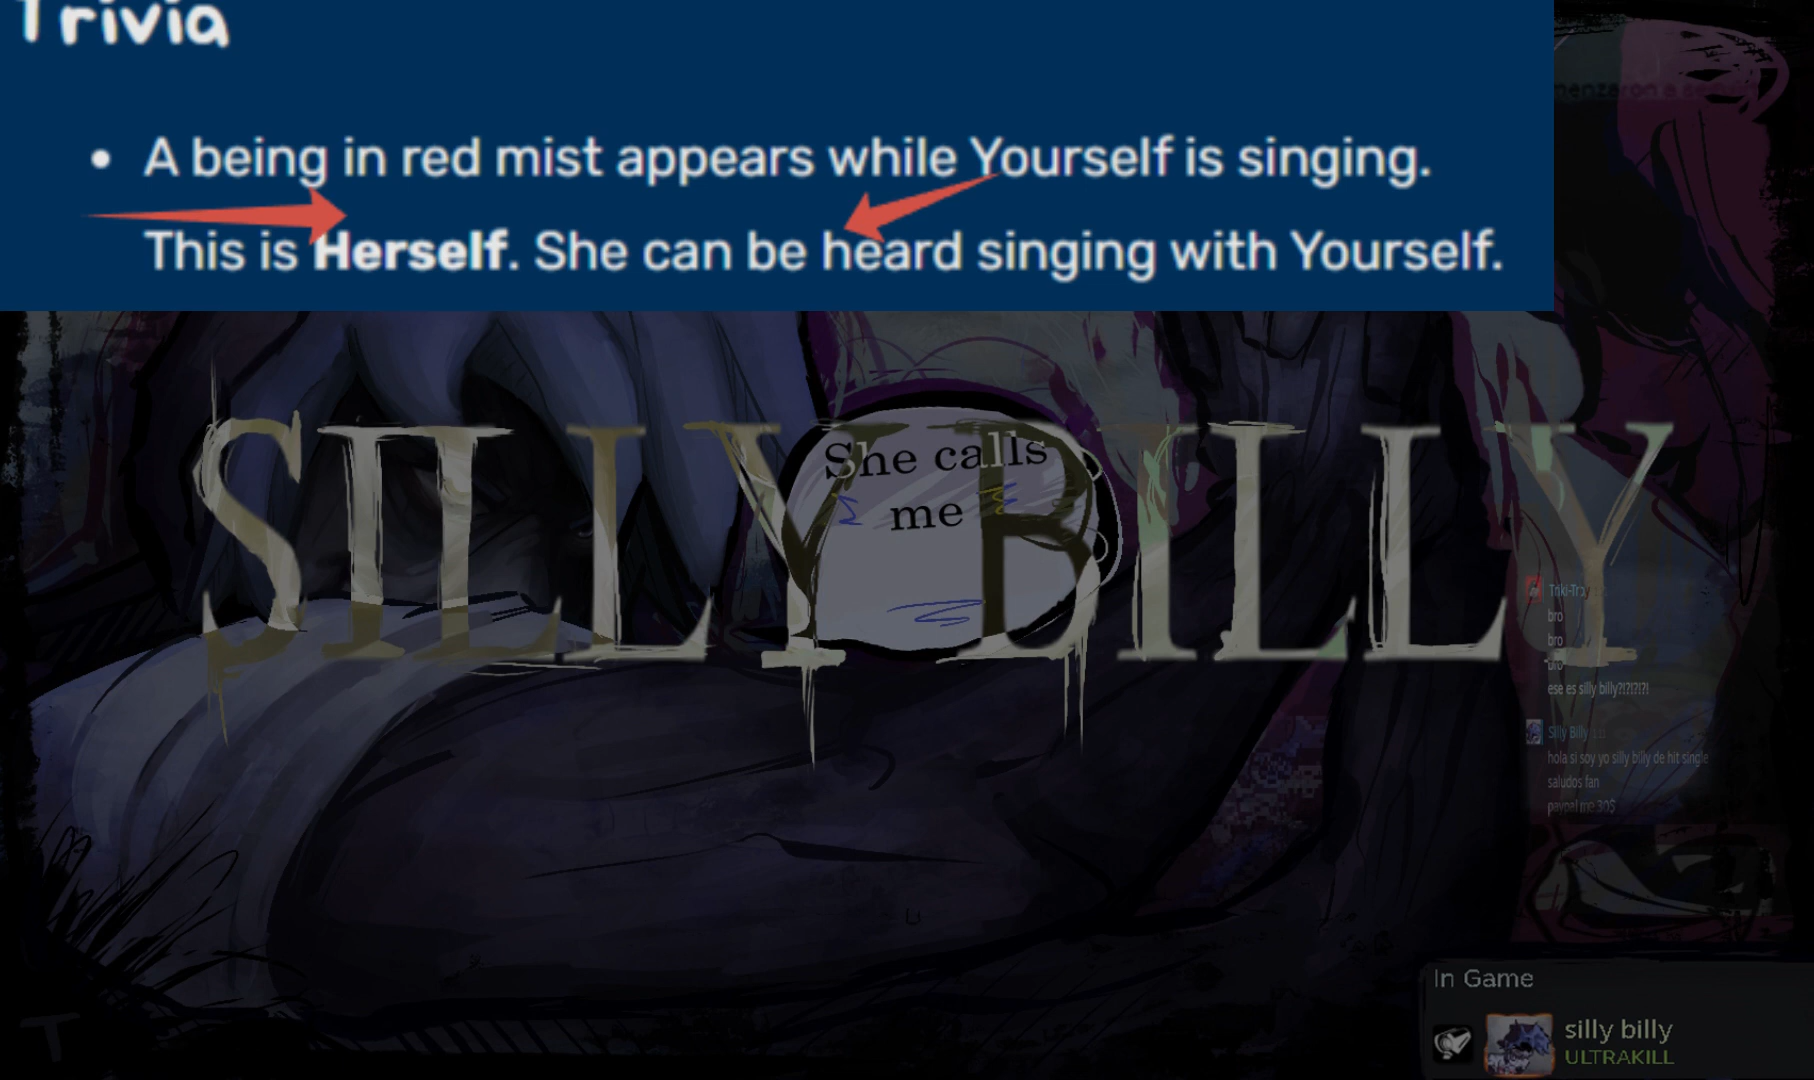 Trivia
• A being in red mist appears while Yourself is singing.
This is Herself. She can be heard singing with Yourself.
SILLY BILLY
She calls
me
bro
bro
bro
ese es silly billy?!?!?!?!
Silly Billy
hola si soy yo silly billy de hit single
saludos fan
paypal me 30$
In Game
silly billy
ULTRAKILL